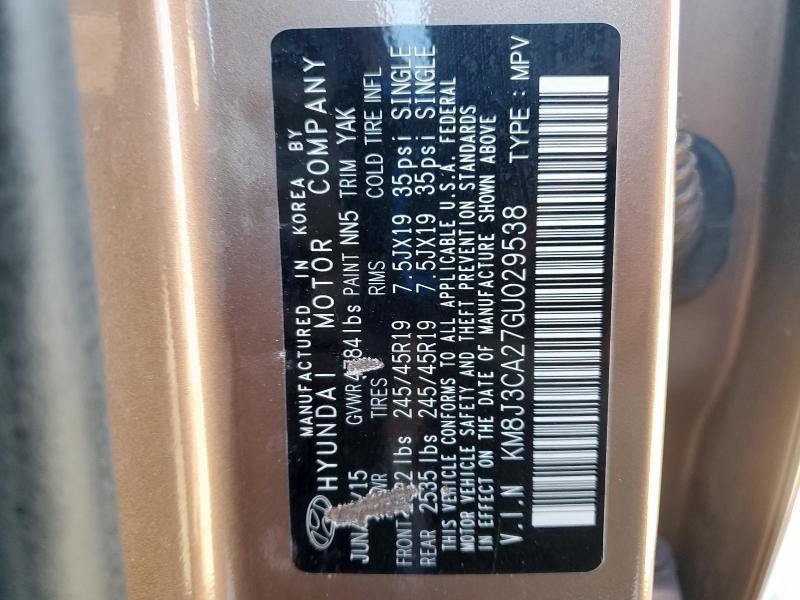 MANUFACTURED IN KOREA BY
HYUNDAI MOTOR COMPANY
GVWR PAINT NN5 TRIM YAK
TIRES RIMS COLD TIRE INFL
FRONT lbs 245/45R19 7.5JX19 35psi SINGLE
REAR 2535 lbs 245/45R19 7.5JX19 35psi SINGLE
THIS VEHICLE CONFORMS TO ALL APPLICABLE U.S.A. FEDERAL
MOTOR VEHICLE SAFETY AND THEFT PREVENTION STANDARDS
IN EFFECT ON THE DATE OF MANUFACTURE SHOWN ABOVE
V.I.N KM8J3CA27GU029538 TYPE : MPV